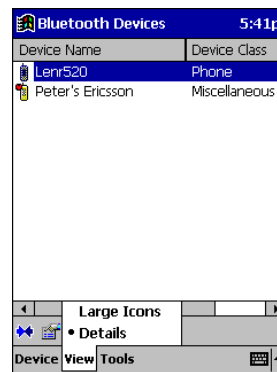 Bluetooth Devices 5:41p
Device Name Device Class
Lenr520 Phone
Peter's Ericsson Miscellaneous
Large Icons
• Details
Device View Tools